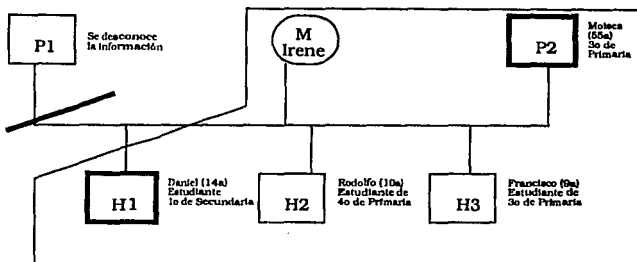 P1
Se desconoce
la información
M
Irene
P2
Moises
(55a)
3o de
Primaria
H1
Daniel (14a)
Estudiante
1o de Secundaria
H2
Rodolfo (10a)
Estudiante de
4o de Primaria
H3
Francisco (9a)
Estudiante de
3o de Primaria